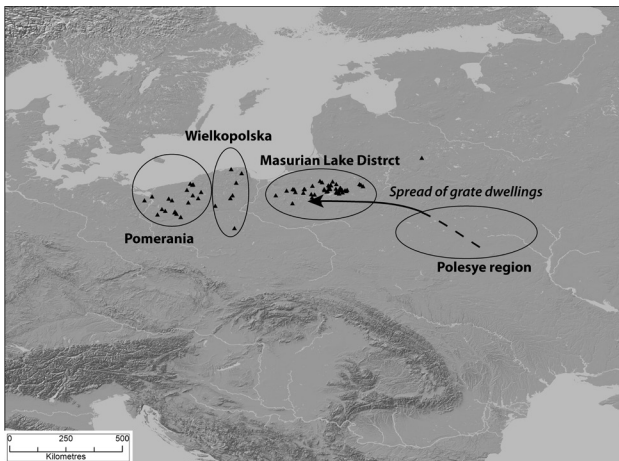 Wielkopolska
Masurian Lake Distrct
Spread of grate dwellings
Pomerania
Polesye region
0 250 500
Kilometres